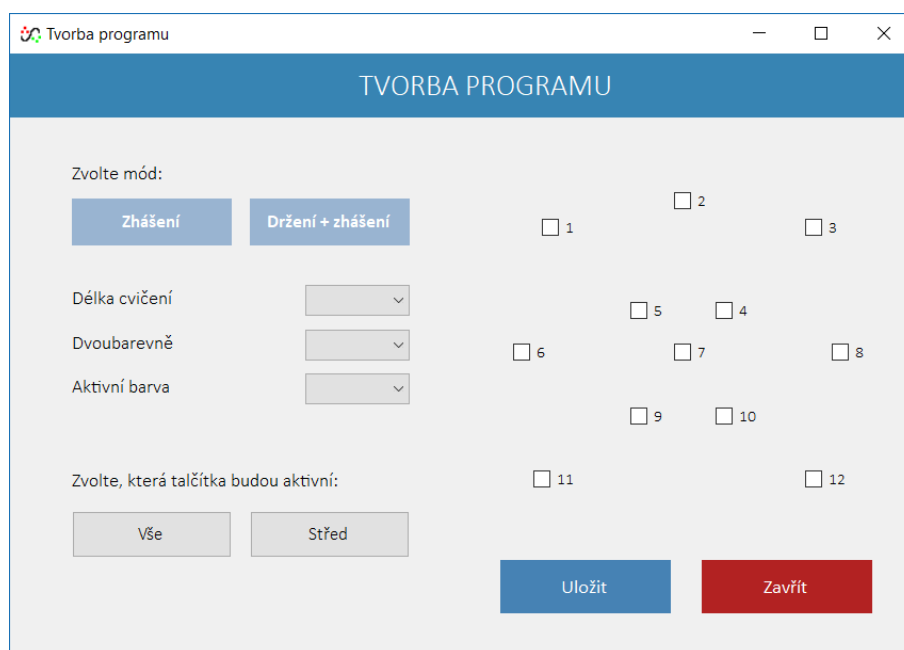 Tvorba programu
TVORBA PROGRAMU
Zvolte mód:
Zhášení
Držení + zhášení
Délka cvičení
Dvoubarevně
Aktivní barva
Zvolte, která talčítka budou aktivní:
Vše
Střed
2
1
3
5
4
6
7
8
9
10
11
12
Uložit
Zavřít